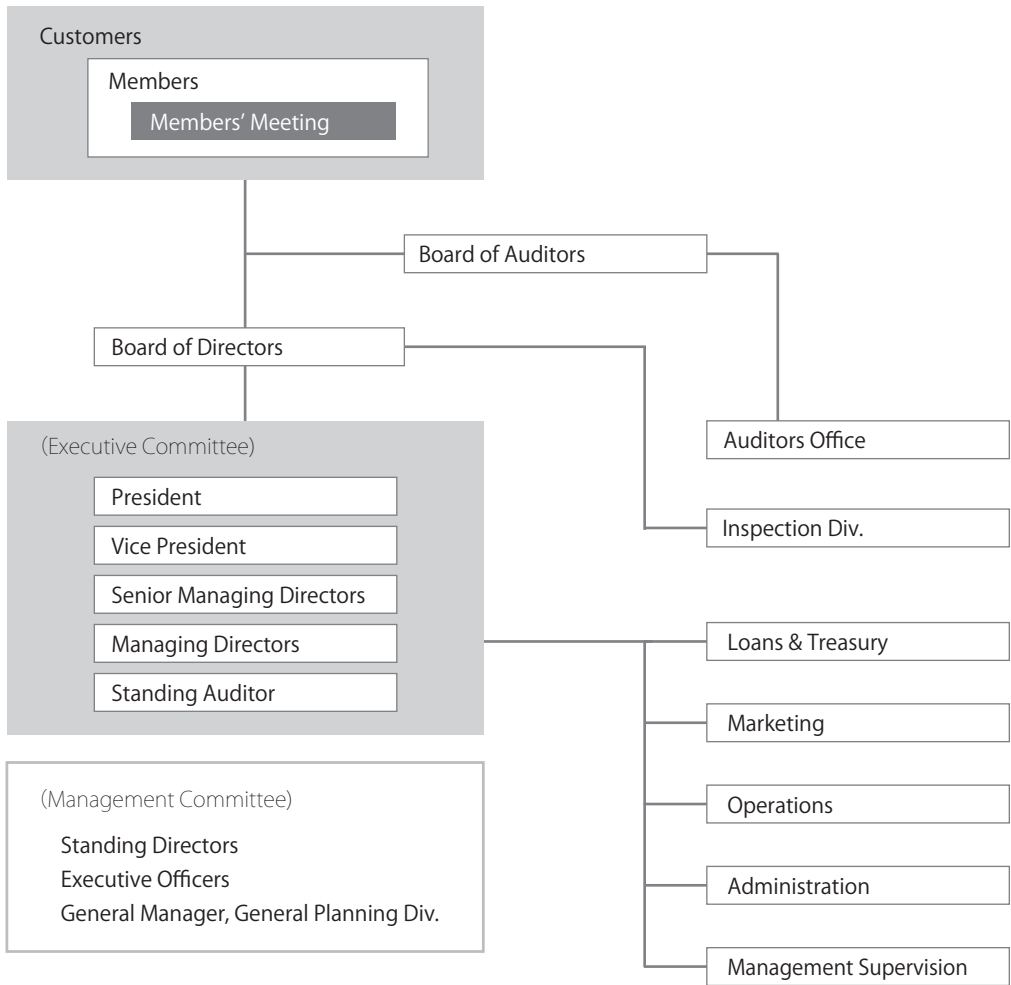 Customers
Members
Members’ Meeting
Board of Auditors
Board of Directors
Auditors Office
(Executive Committee)
President
Vice President
Senior Managing Directors
Managing Directors
Standing Auditor
Inspection Div.
Loans & Treasury
Marketing
Operations
Administration
Management Supervision
(Management Committee)
Standing Directors
Executive Officers
General Manager, General Planning Div.